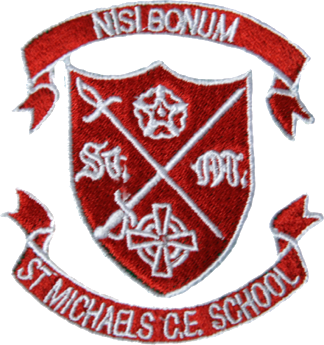 NISI BONUM
St. M.
ST MICHAELS C.E. SCHOOL